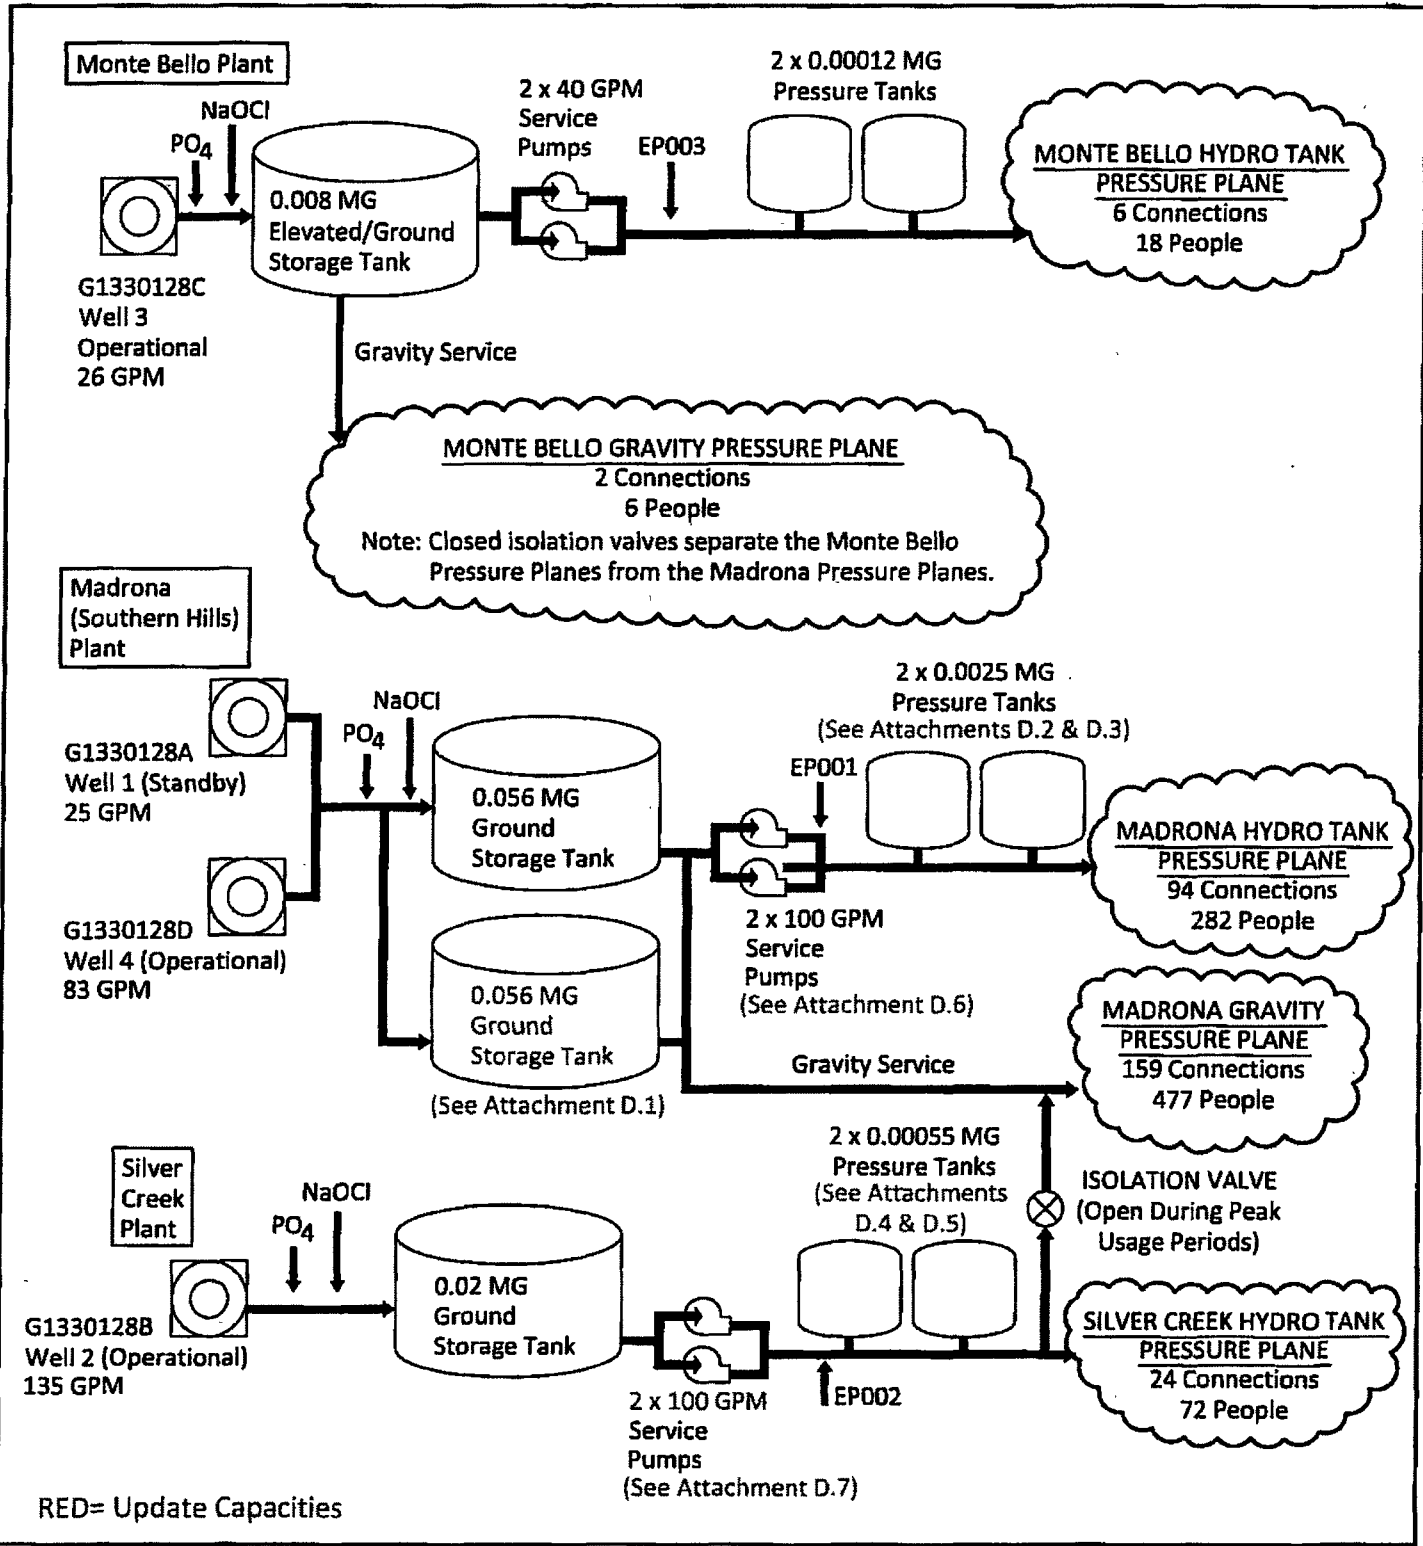 Monte Bello Plant
NaOCl
PO4
2 x 40 GPM
Service
Pumps
EP003
2 x 0.00012 MG
Pressure Tanks
0.008 MG
Elevated/Ground
Storage Tank
MONTE BELLO HYDRO TANK
PRESSURE PLANE
6 Connections
18 People
G1330128C
Well 3
Operational
26 GPM
Gravity Service
MONTE BELLO GRAVITY PRESSURE PLANE
2 Connections
6 People
Note: Closed isolation valves separate the Monte Bello
Pressure Planes from the Madrona Pressure Planes.
Madrona
(Southern Hills)
Plant
NaOCl
PO4
G1330128A
Well 1 (Standby)
25 GPM
G1330128D
Well 4 (Operational)
83 GPM
0.056 MG
Ground
Storage Tank
0.056 MG
Ground
Storage Tank
(See Attachment D.1)
2 x 0.0025 MG
Pressure Tanks
(See Attachments D.2 & D.3)
EP001
2 x 100 GPM
Service
Pumps
(See Attachment D.6)
MADRONA HYDRO TANK
PRESSURE PLANE
94 Connections
282 People
Gravity Service
MADRONA GRAVITY
PRESSURE PLANE
159 Connections
477 People
Silver
Creek
Plant
NaOCl
PO4
G1330128B
Well 2 (Operational)
135 GPM
0.02 MG
Ground
Storage Tank
2 x 100 GPM
Service
Pumps
(See Attachment D.7)
2 x 0.00055 MG
Pressure Tanks
(See Attachments
D.4 & D.5)
EP002
ISOLATION VALVE
(Open During Peak
Usage Periods)
SILVER CREEK HYDRO TANK
PRESSURE PLANE
24 Connections
72 People
RED= Update Capacities